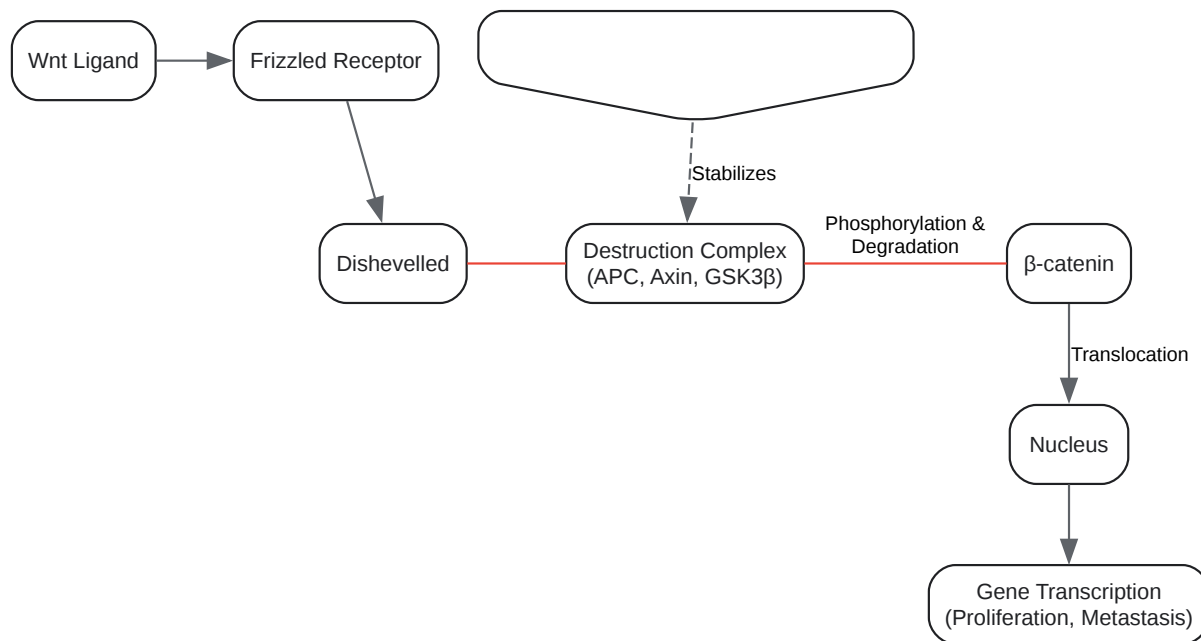 Wnt Ligand
Frizzled Receptor
Stabilizes
Dishevelled
Destruction Complex
(APC, Axin, GSK3β)
Phosphorylation &
Degradation
β-catenin
Translocation
Nucleus
Gene Transcription
(Proliferation, Metastasis)